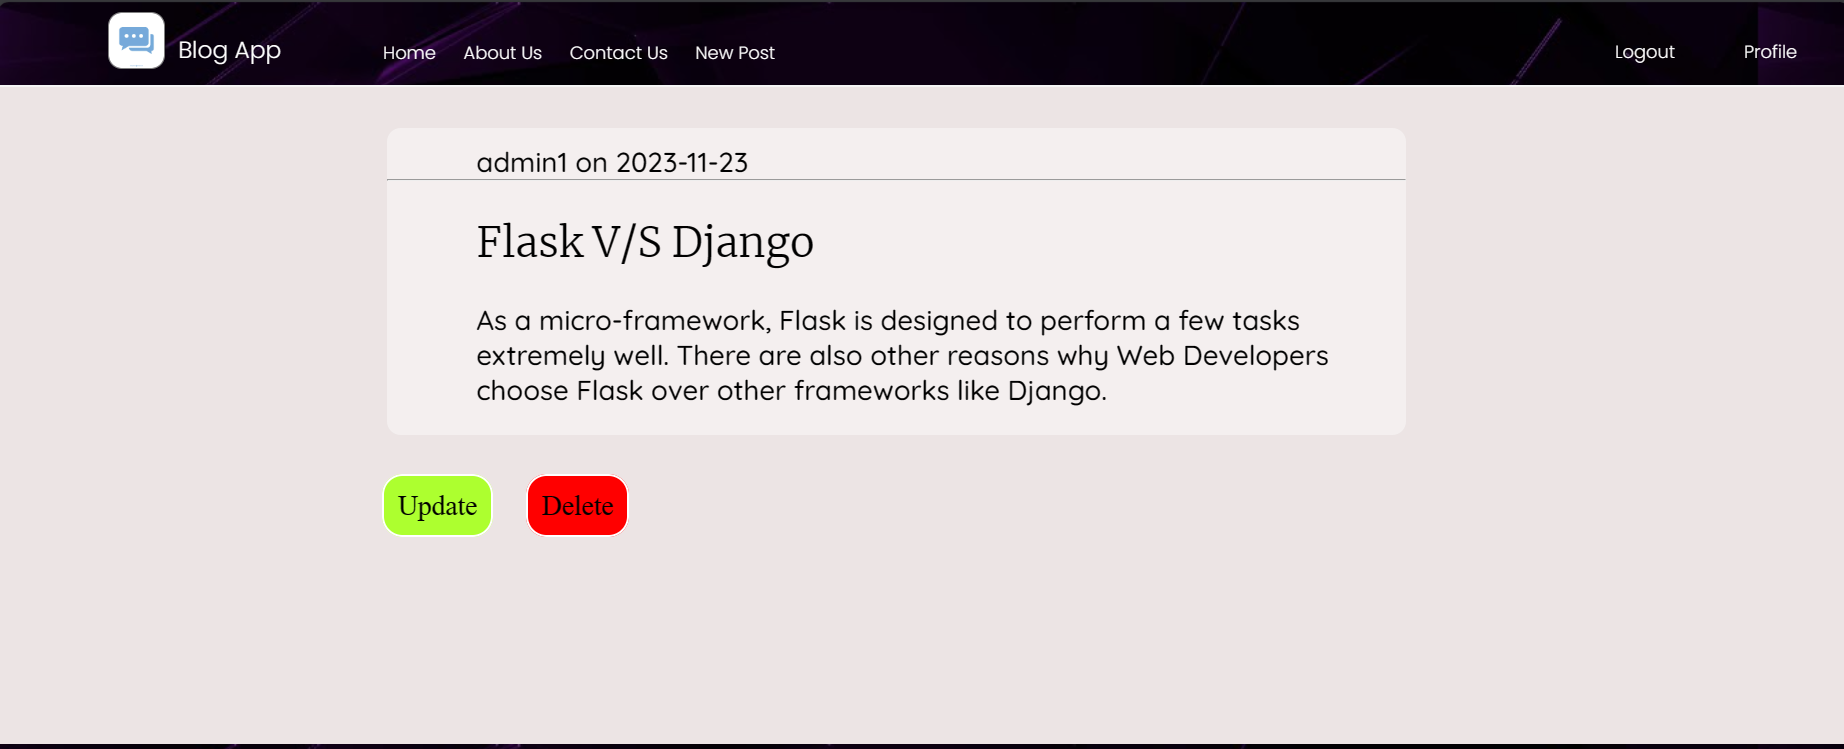 Blog App
Home About Us Contact Us New Post
Logout Profile
admin1 on 2023-11-23
Flask V/S Django
As a micro-framework, Flask is designed to perform a few tasks
extremely well. There are also other reasons why Web Developers
choose Flask over other frameworks like Django.
Update Delete